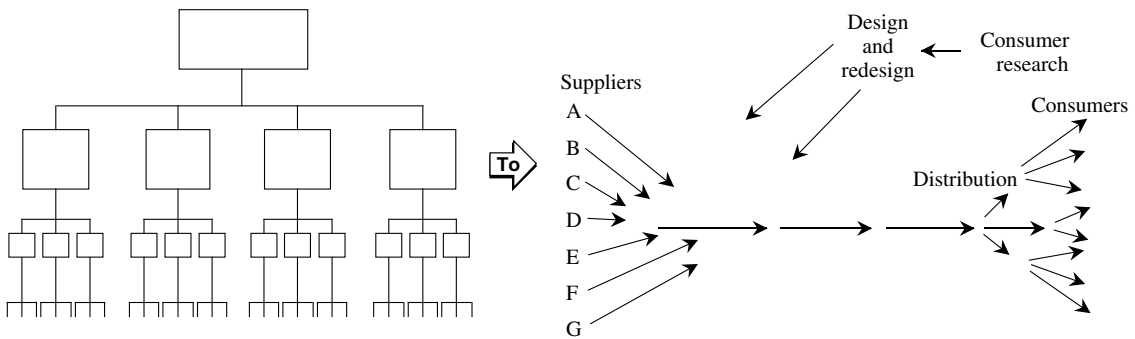 To
Suppliers
A
B
C
D
E
F
G
Design
and
redesign
Consumer
research
Consumers
Distribution